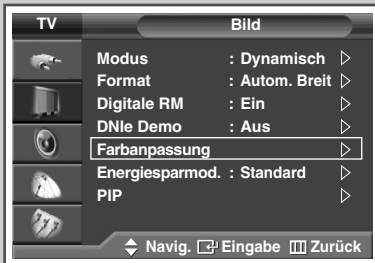 TV Bild
Modus : Dynamisch
Format : Autom. Breit
Digitale RM : Ein
DNIe Demo : Aus
Farbanpassung
Energiesparmod. : Standard
PIP
Navig. Eingabe Zurück